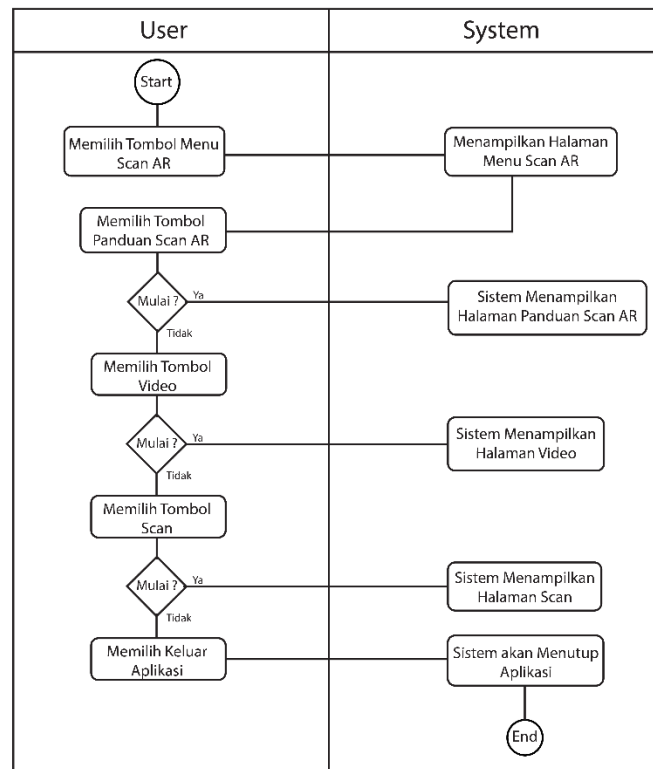 User
System
Start
Memilih Tombol Menu
Scan AR
Menampilkan Halaman
Menu Scan AR
Memilih Tombol
Panduan Scan AR
Mulai ?
Ya
Sistem Menampilkan
Halaman Panduan Scan AR
Tidak
Memilih Tombol
Video
Mulai ?
Ya
Sistem Menampilkan
Halaman Video
Tidak
Memilih Tombol
Scan
Mulai ?
Ya
Sistem Menampilkan
Halaman Scan
Tidak
Memilih Keluar
Aplikasi
Sistem akan Menutup
Aplikasi
End